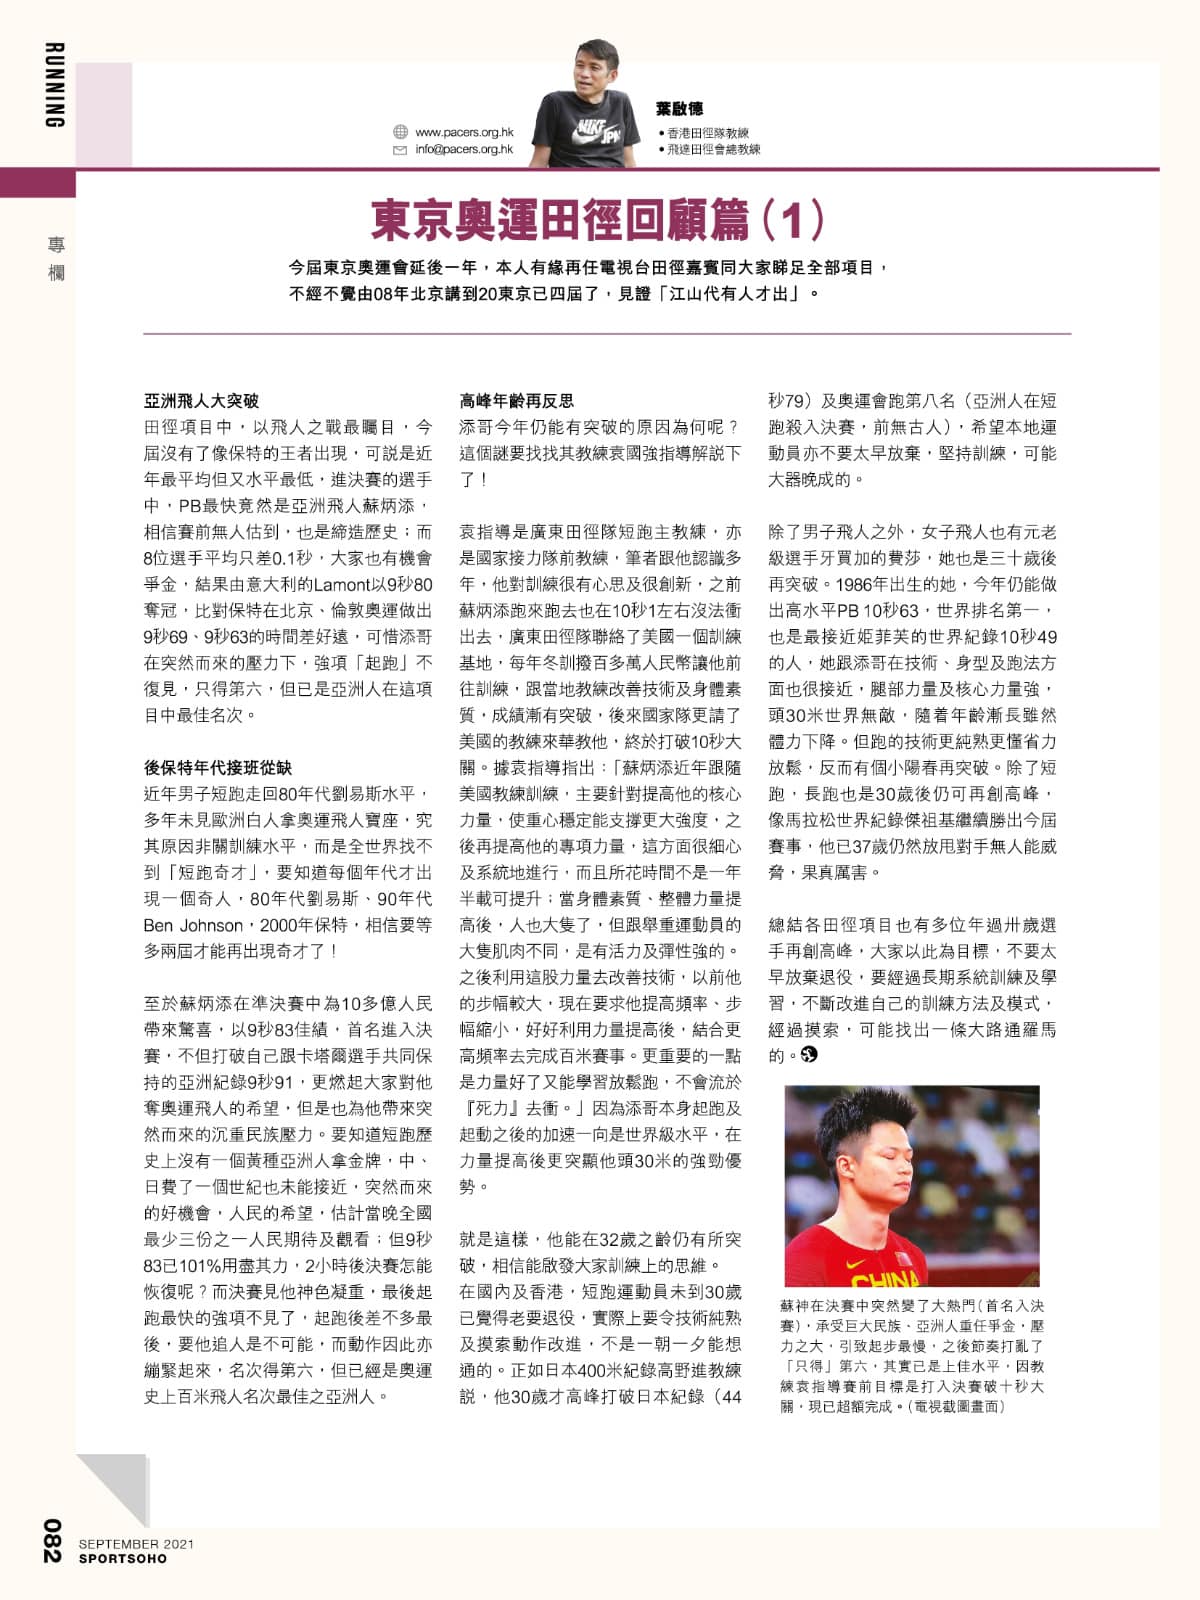 RUNNING
專欄
www.pacers.org.hk
info@pacers.org.hk
葉啟德
•香港田徑隊教練
•飛達田徑會總教練
NIKE
JPN
東京奧運田徑回顧篇（1）
今屆東京奧運會延後一年，本人有緣再任電視台田徑嘉賓同大家睇足全部項目，
不經不覺由08年北京講到20東京已四屆了，見證「江山代有人才出」。
亞洲飛人大突破
田徑項目中，以飛人之戰最矚目，今
屆沒有了像保特的王者出現，可説是近
年最平均但又水平最低，進決賽的選手
中，PB最快竟然是亞洲飛人蘇炳添，
相信賽前無人估到，也是締造歷史；而
8位選手平均只差0.1秒，大家也有機會
爭金，結果由意大利的Lamont以9秒80
奪冠，比對保特在北京、倫敦奧運做出
9秒69、9秒63的時間差好遠，可惜添哥
在突然而來的壓力下，強項「起跑」不
復見，只得第六，但已是亞洲人在這項
目中最佳名次。
後保特年代接班從缺
近年男子短跑走回80年代劉易斯水平，
多年未見歐洲白人拿奧運飛人寶座，究
其原因非關訓練水平，而是全世界找不
到「短跑奇才」，要知道每個年代才出
現一個奇人，80年代劉易斯、90年代
Ben Johnson，2000年保特，相信要等
多兩屆才能再出現奇才了！
至於蘇炳添在準決賽中為10多億人民
帶來驚喜，以9秒83佳績，首名進入決
賽，不但打破自己跟卡塔爾選手共同保
持的亞洲紀錄9秒91，更燃起大家對他
奪奧運飛人的希望，但是也為他帶來突
然而來的沉重民族壓力。要知道短跑歷
史上沒有一個黃種亞洲人拿金牌，中、
日費了一個世紀也未能接近，突然而來
的好機會，人民的希望，估計當晚全國
最少三份之一人民期待及觀看；但9秒
83已101%用盡其力，2小時後決賽怎能
恢復呢？而決賽見他神色凝重，最後起
跑最快的強項不見了，起跑後差不多最
後，要他追人是不可能，而動作因此亦
繃緊起來，名次得第六，但已經是奧運
史上百米飛人名次最佳之亞洲人。
高峰年齡再反思
添哥今年仍能有突破的原因為何呢？
這個謎要找找其教練袁國強指導解説下
了！
袁指導是廣東田徑隊短跑主教練，亦
是國家接力隊前教練，筆者跟他認識多
年，他對訓練很有心思及很創新，之前
蘇炳添跑來跑去也在10秒1左右沒法衝
出去，廣東田徑隊聯絡了美國一個訓練
基地，每年冬訓撥百多萬人民幣讓他前
往訓練，跟當地教練改善技術及身體素
質，成績漸有突破，後來國家隊更請了
美國的教練來華教他，終於打破10秒大
關。據袁指導指出：「蘇炳添近年跟隨
美國教練訓練，主要針對提高他的核心
力量，使重心穩定能支撐更大強度，之
後再提高他的專項力量，這方面很細心
及系統地進行，而且所花時間不是一年
半載可提升；當身體素質、整體力量提
高後，人也大隻了，但跟舉重運動員的
大隻肌肉不同，是有活力及彈性強的。
之後利用這股力量去改善技術，以前他
的步幅較大，現在要求他提高頻率、步
幅縮小，好好利用力量提高後，結合更
高頻率去完成百米賽事。更重要的一點
是力量好了又能學習放鬆跑，不會流於
『死力』去衝。」因為添哥本身起跑及
起動之後的加速一向是世界級水平，在
力量提高後更突顯他頭30米的強勁優
勢。
就是這樣，他能在32歲之齡仍有所突
破，相信能啟發大家訓練上的思維。
在國內及香港，短跑運動員未到30歲
已覺得老要退役，實際上要令技術純熟
及摸索動作改進，不是一朝一夕能想
通的。正如日本400米紀錄高野進教練
説，他30歲才高峰打破日本紀錄（44
秒79）及奧運會跑第八名（亞洲人在短
跑殺入決賽，前無古人），希望本地運
動員亦不要太早放棄，堅持訓練，可能
大器晚成的。
除了男子飛人之外，女子飛人也有元老
級選手牙買加的費莎，她也是三十歲後
再突破。1986年出生的她，今年仍能做
出高水平PB 10秒63，世界排名第一，
也是最接近姫菲芙的世界紀錄10秒49
的人，她跟添哥在技術、身型及跑法方
面也很接近，腿部力量及核心力量強，
頭30米世界無敵，隨着年齡漸長雖然
體力下降。但跑的技術更純熟更懂省力
放鬆，反而有個小陽春再突破。除了短
跑，長跑也是30歲後仍可再創高峰，
像馬拉松世界紀錄傑祖基繼續勝出今屆
賽事，他已37歲仍然放甩對手無人能威
脅，果真厲害。
總結各田徑項目也有多位年過卅歲選
手再創高峰，大家以此為目標，不要太
早放棄退役，要經過長期系統訓練及學
習，不斷改進自己的訓練方法及模式，
經過摸索，可能找出一條大路通羅馬
的。
CHINA
蘇神在決賽中突然變了大熱門（首名入決
賽），承受巨大民族、亞洲人重任爭金，壓
力之大，引致起步最慢，之後節奏打亂了
「只得」第六，其實已是上佳水平，因教
練袁指導賽前目標是打入決賽破十秒大
關，現已超額完成。（電視截圖畫面）
082
SEPTEMBER 2021
SPORTSOHO